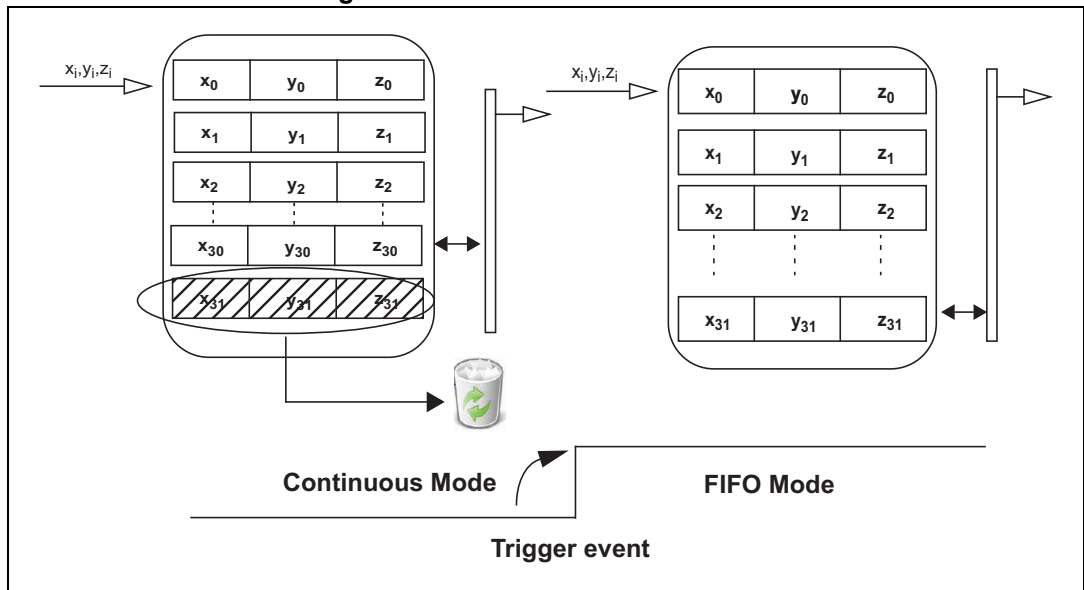 xᵢ,yᵢ,zᵢ
x₀ y₀ z₀
x₁ y₁ z₁
x₂ y₂ z₂
x₃₀ y₃₀ z₃₀
x₃₁ y₃₁ z₃₁
xᵢ,yᵢ,zᵢ
x₀ y₀ z₀
x₁ y₁ z₁
x₂ y₂ z₂
x₃₁ y₃₁ z₃₁
Continuous Mode
FIFO Mode
Trigger event